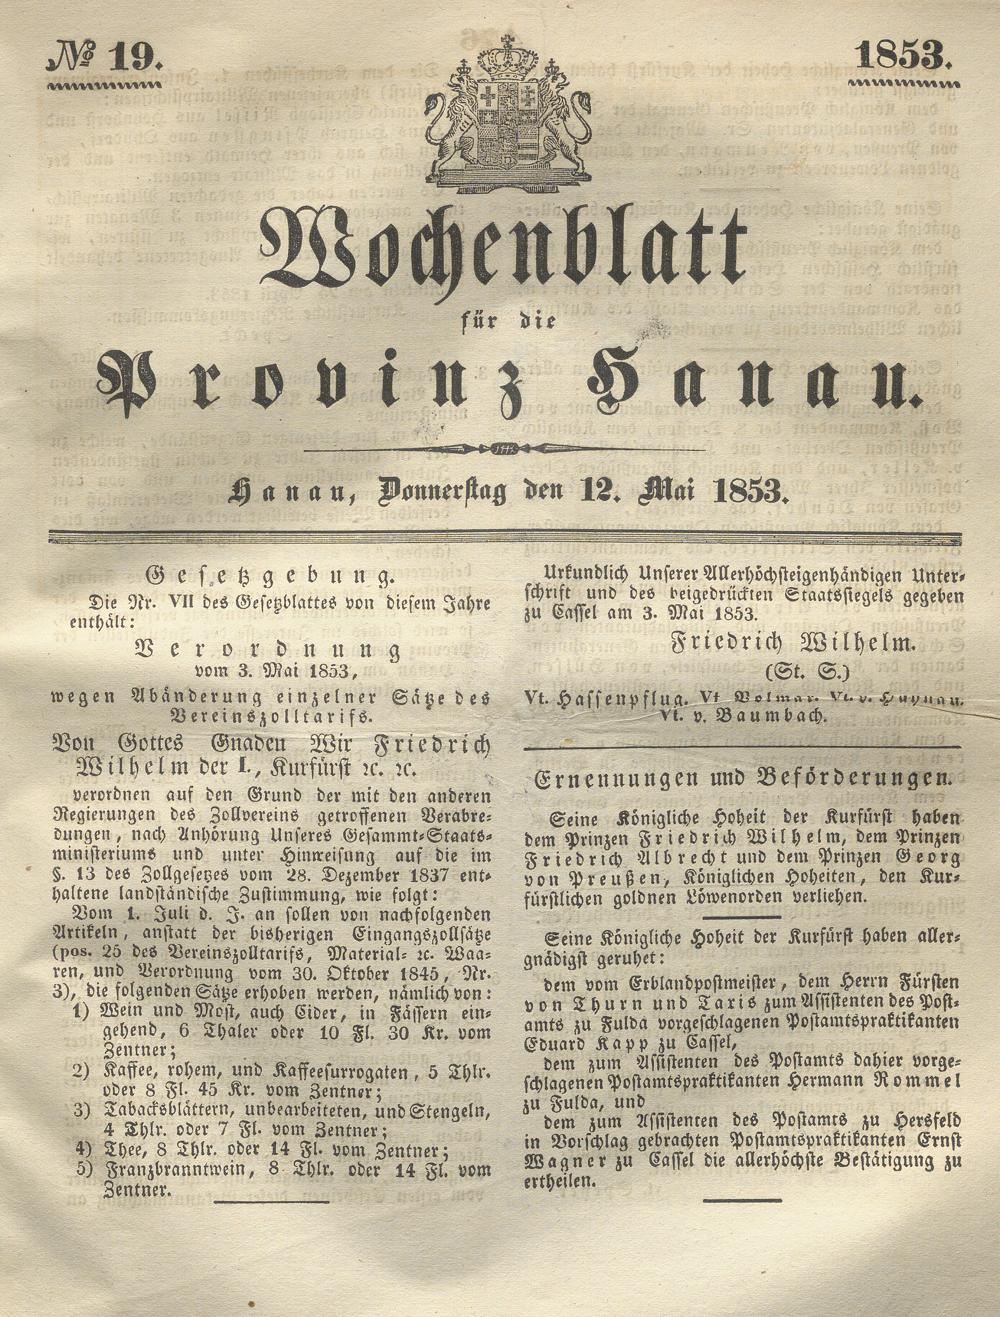 № 19.
1853.
Wochenblatt
für die
Provinz Hanau.
Hanau, Donnerstag den 12. Mai 1853.
Gesetzgebung.
Die Nr. VII des Gesetzblattes von diesem Jahre
enthält:
Verordnung
vom 3. Mai 1853,
wegen Abänderung einzelner Sätze des
Vereinszolltarifs.
Von Gottes Gnaden Wir Friedrich
Wilhelm der I., Kurfürst ꝛc. ꝛc.
verordnen auf den Grund der mit den anderen
Regierungen des Zollvereins getroffenen Verabre-
dungen, nach Anhörung Unseres Gesammt-Staats-
ministeriums und unter Hinweisung auf die im
§. 13 des Zollgesetzes vom 28. Dezember 1837 ent-
haltene landständische Zustimmung, wie folgt:
Vom 1. Juli d. J. an sollen von nachfolgenden
Artikeln, anstatt der bisherigen Eingangszollsätze
(pos. 25 des Vereinszolltarifs, Material- ꝛc. Waa-
ren, und Verordnung vom 30. Oktober 1845, Nr.
3), die folgenden Sätze erhoben werden, nämlich von:
1) Wein und Most, auch Cider, in Fässern ein-
gehend, 6 Thaler oder 10 Fl. 30 Kr. vom
Zentner;
2) Kaffee, rohem, und Kaffeesurrogaten, 5 Thlr.
oder 8 Fl. 45 Kr. vom Zentner;
3) Tabacksblättern, unbearbeiteten, und Stengeln,
4 Thlr. oder 7 Fl. vom Zentner;
4) Thee, 8 Thlr. oder 14 Fl. vom Zentner;
5) Franzbranntwein, 8 Thlr. oder 14 Fl. vom
Zentner.
Urkundlich Unserer Allerhöchsteigenhändigen Unter-
schrift und des beigedrückten Staatssiegels gegeben
zu Cassel am 3. Mai 1853.
Friedrich Wilhelm.
(St. S.)
Vt. Hassenpflug. Vt. Volmar. Vt. v. Haynau.
Vt. v. Baumbach.
Ernennungen und Beförderungen.
Seine Königliche Hoheit der Kurfürst haben
dem Prinzen Friedrich Wilhelm, dem Prinzen
Friedrich Albrecht und dem Prinzen Georg
von Preußen, Königlichen Hoheiten, den Kur-
fürstlichen goldnen Löwenorden verliehen.
Seine Königliche Hoheit der Kurfürst haben aller-
gnädigst geruhet:
dem vom Erblandpostmeister, dem Herrn Fürsten
von Thurn und Taxis zum Assistenten des Post-
amts zu Fulda vorgeschlagenen Postamtspraktikanten
Eduard Kapp zu Cassel,
dem zum Assistenten des Postamts dahier vorge-
schlagenen Postamtspraktikanten Hermann Rommel
zu Fulda, und
dem zum Assistenten des Postamts zu Hersfeld
in Vorschlag gebrachten Postamtspraktikanten Ernst
Wagner zu Cassel die allerhöchste Bestätigung zu
ertheilen.